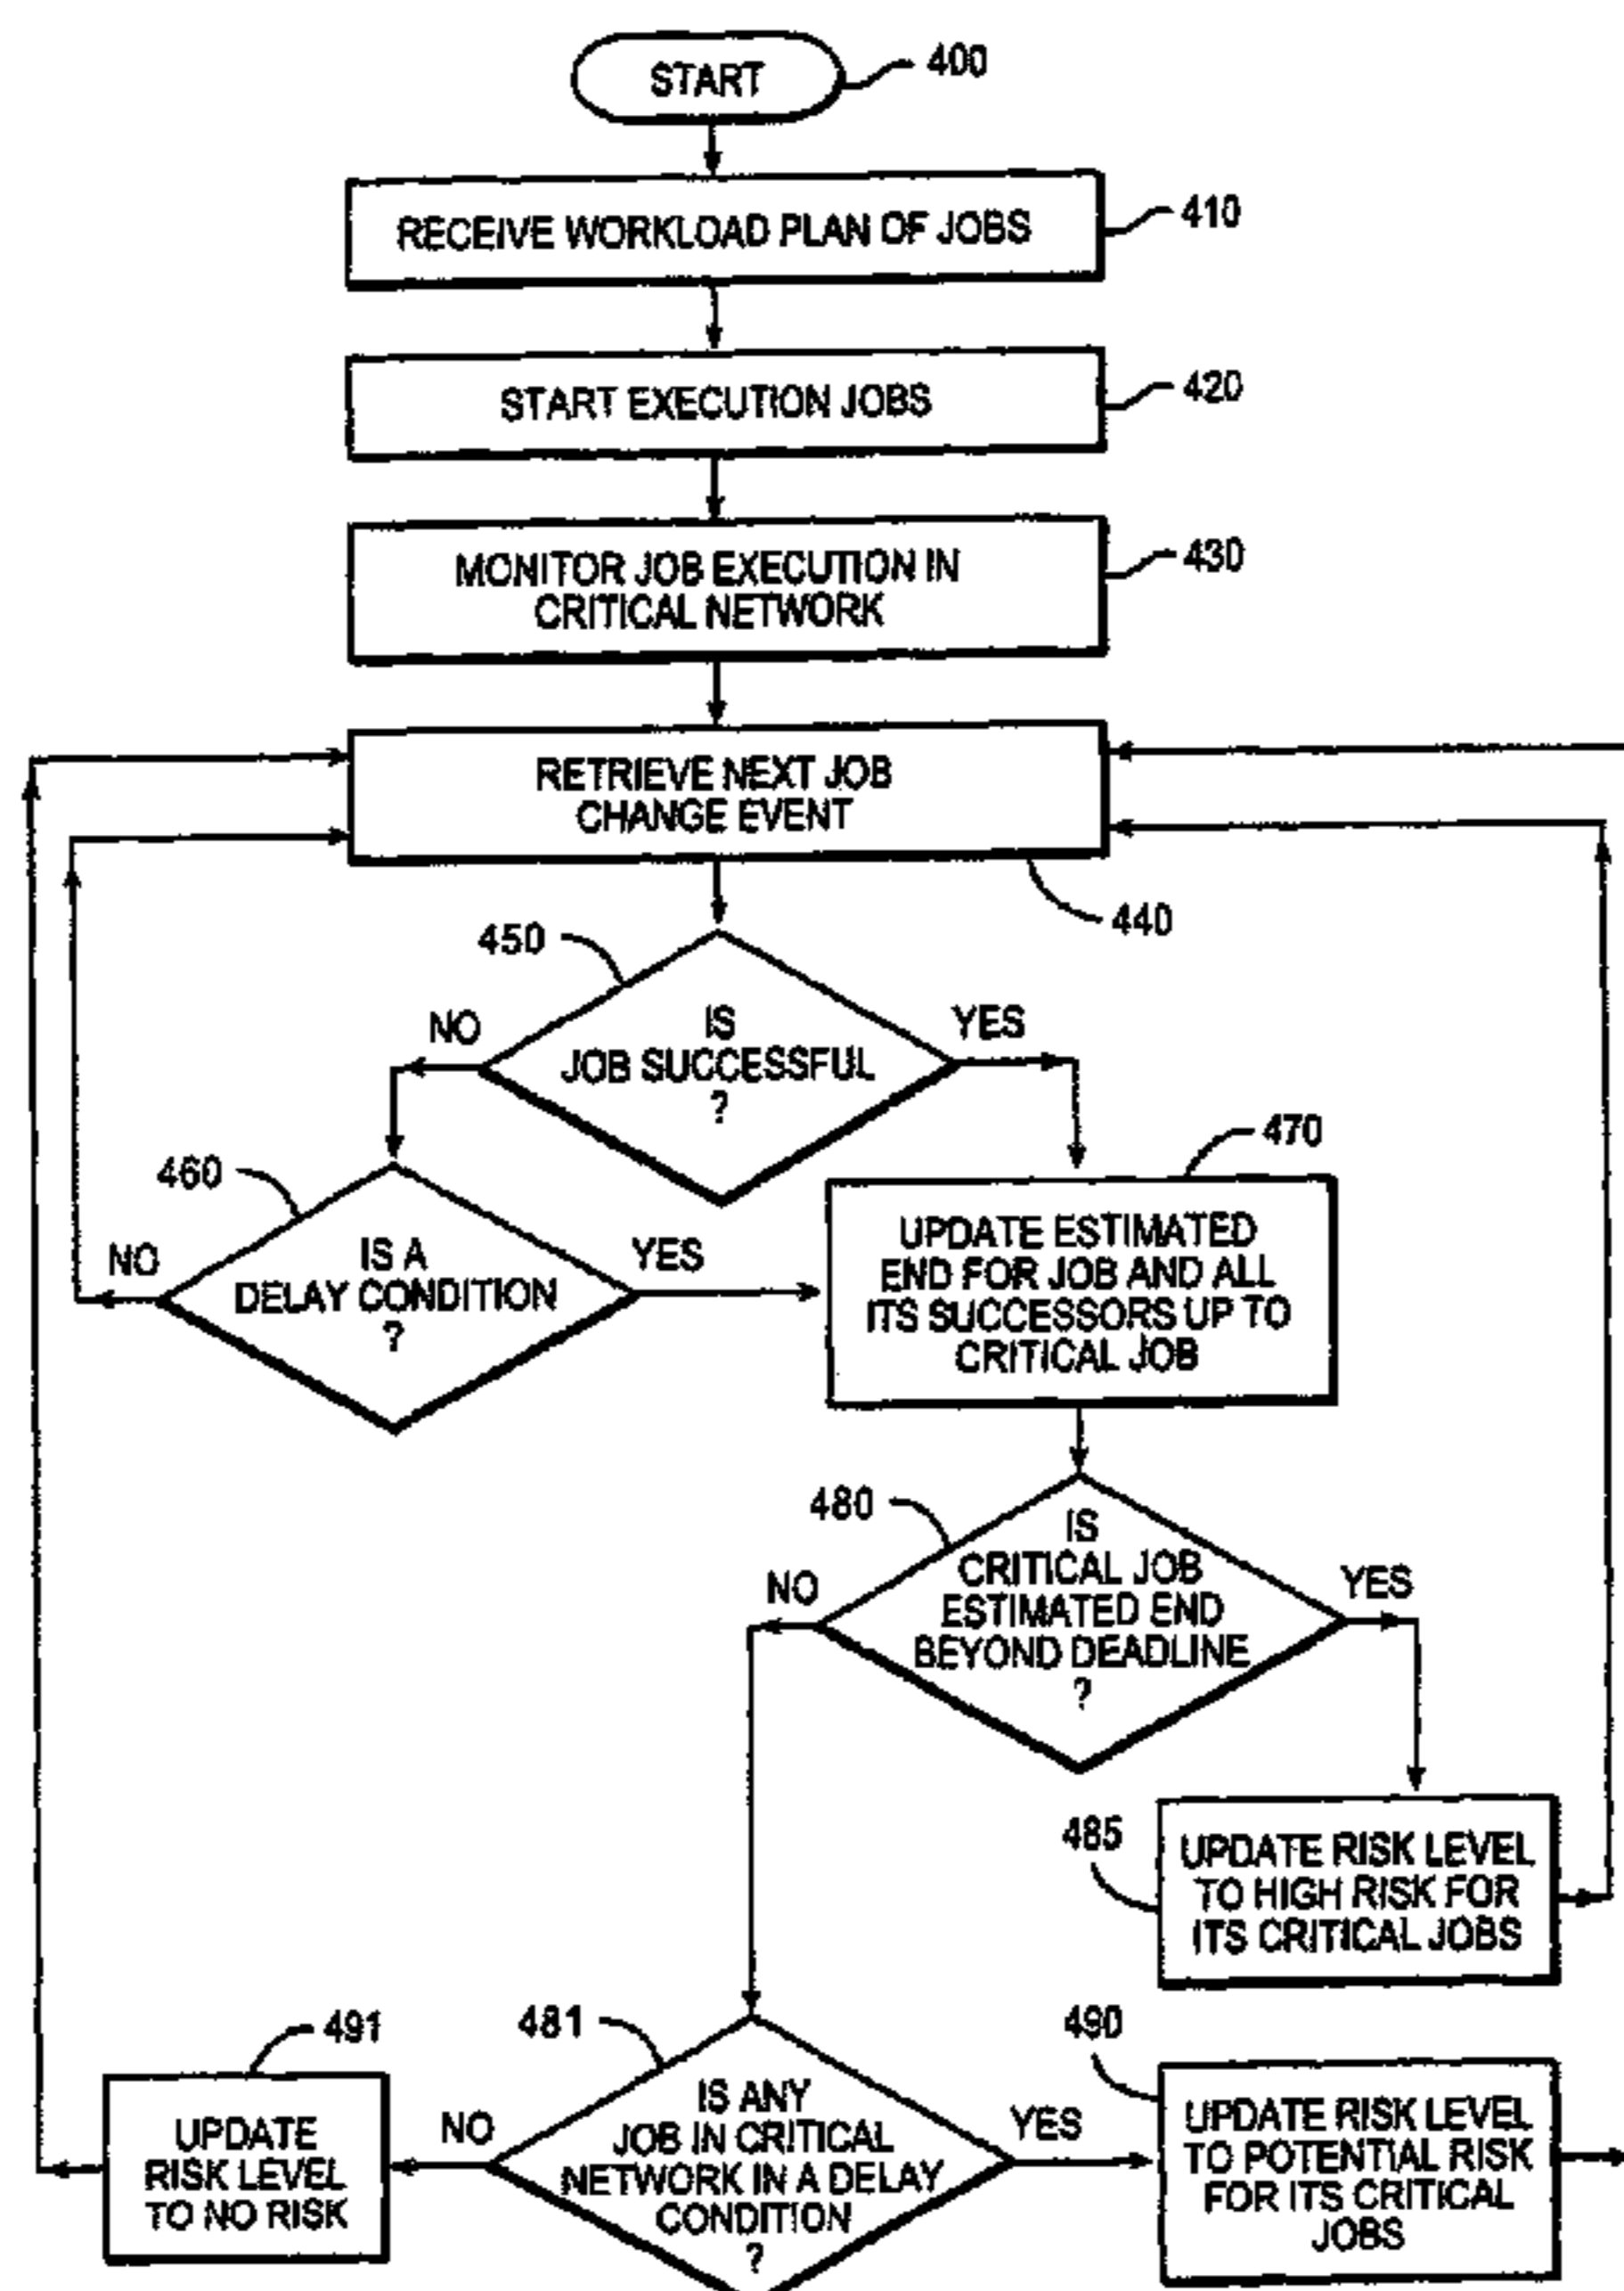 START
400
RECEIVE WORKLOAD PLAN OF JOBS
410
START EXECUTION JOBS
420
MONITOR JOB EXECUTION IN
CRITICAL NETWORK
430
RETRIEVE NEXT JOB
CHANGE EVENT
440
450
NO
IS
JOB SUCCESSFUL
?
YES
460
NO
IS A
DELAY CONDITION
?
YES
470
UPDATE ESTIMATED
END FOR JOB AND ALL
ITS SUCCESSORS UP TO
CRITICAL JOB
480
NO
IS
CRITICAL JOB
ESTIMATED END
BEYOND DEADLINE
?
YES
485
UPDATE RISK LEVEL
TO HIGH RISK FOR
ITS CRITICAL JOBS
491
UPDATE
RISK LEVEL
TO NO RISK
481
NO
IS ANY
JOB IN CRITICAL
NETWORK IN A DELAY
CONDITION
?
YES
490
UPDATE RISK LEVEL
TO POTENTIAL RISK
FOR ITS CRITICAL
JOBS